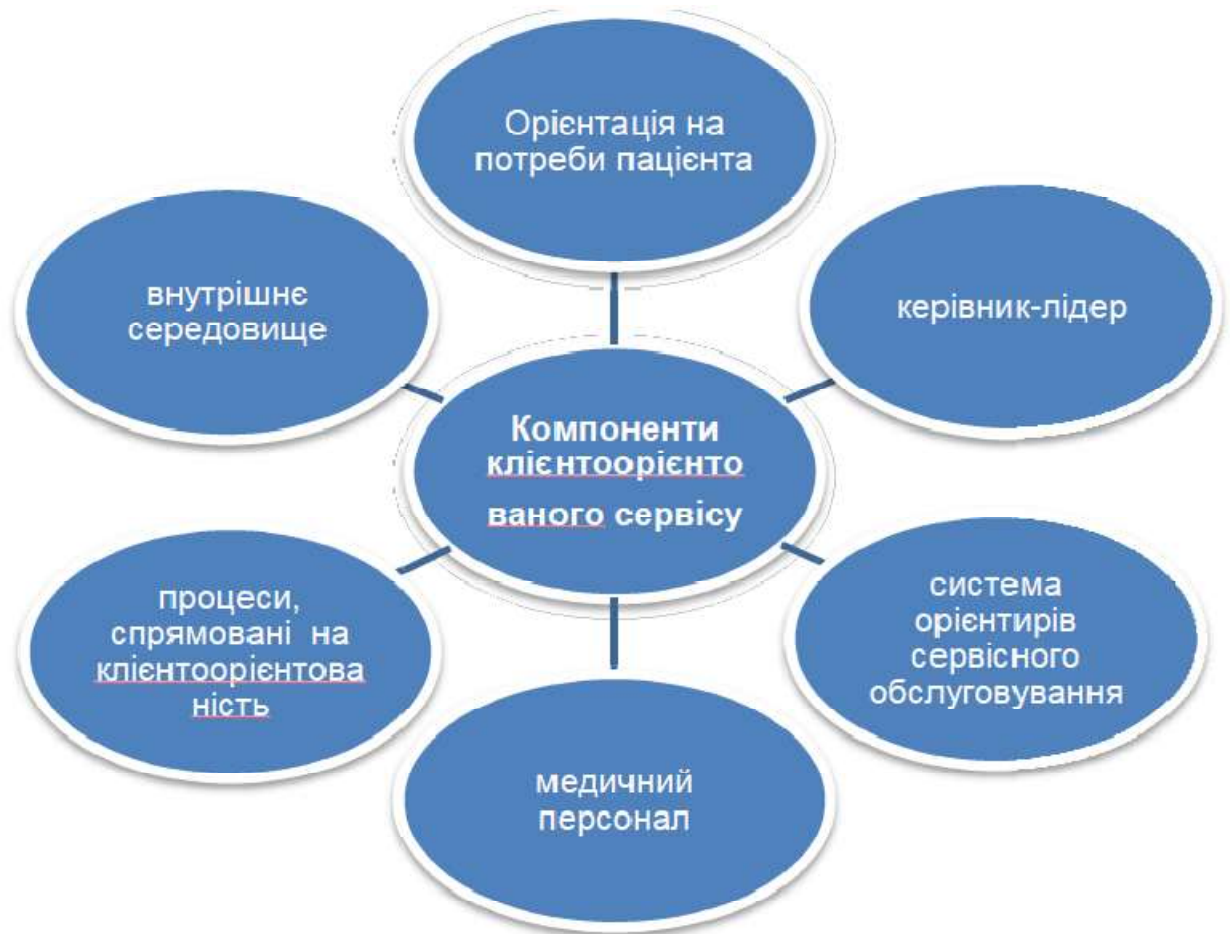 Орієнтація на
потреби пацієнта
внутрішнє
середовище
керівник-лідер
Компоненти
клієнтоорієнто
ваного сервісу
процеси,
спрямовані на
клієнтоорієнтова
ність
система
орієнтирів
сервісного
обслуговування
медичний
персонал